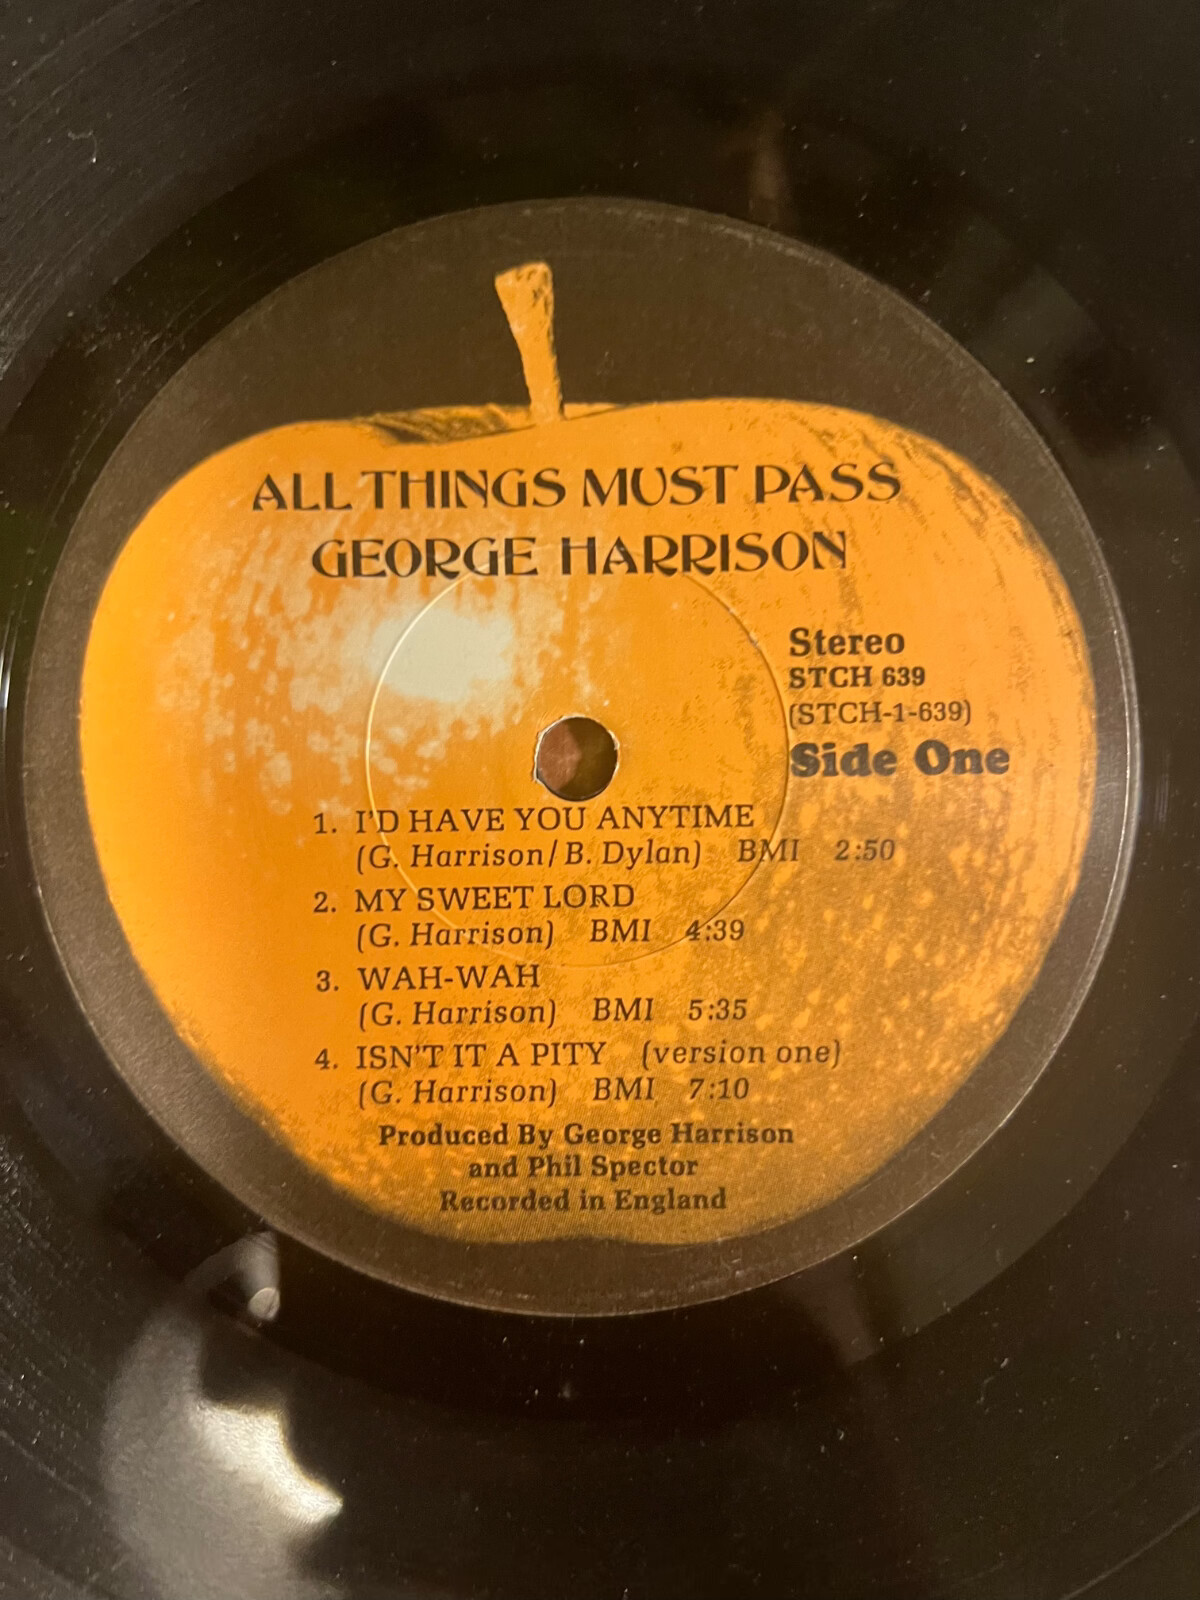 ALL THINGS MUST PASS
GEORGE HARRISON
Stereo
STCH 639
(STCH-1-639)
Side One
1. I'D HAVE YOU ANYTIME
(G. Harrison/B. Dylan) BMI 2:50
2. MY SWEET LORD
(G. Harrison) BMI 4:39
3. WAH-WAH
(G. Harrison) BMI 5:35
4. ISN'T IT A PITY (version one)
(G. Harrison) BMI 7:10
Produced By George Harrison
and Phil Spector
Recorded in England